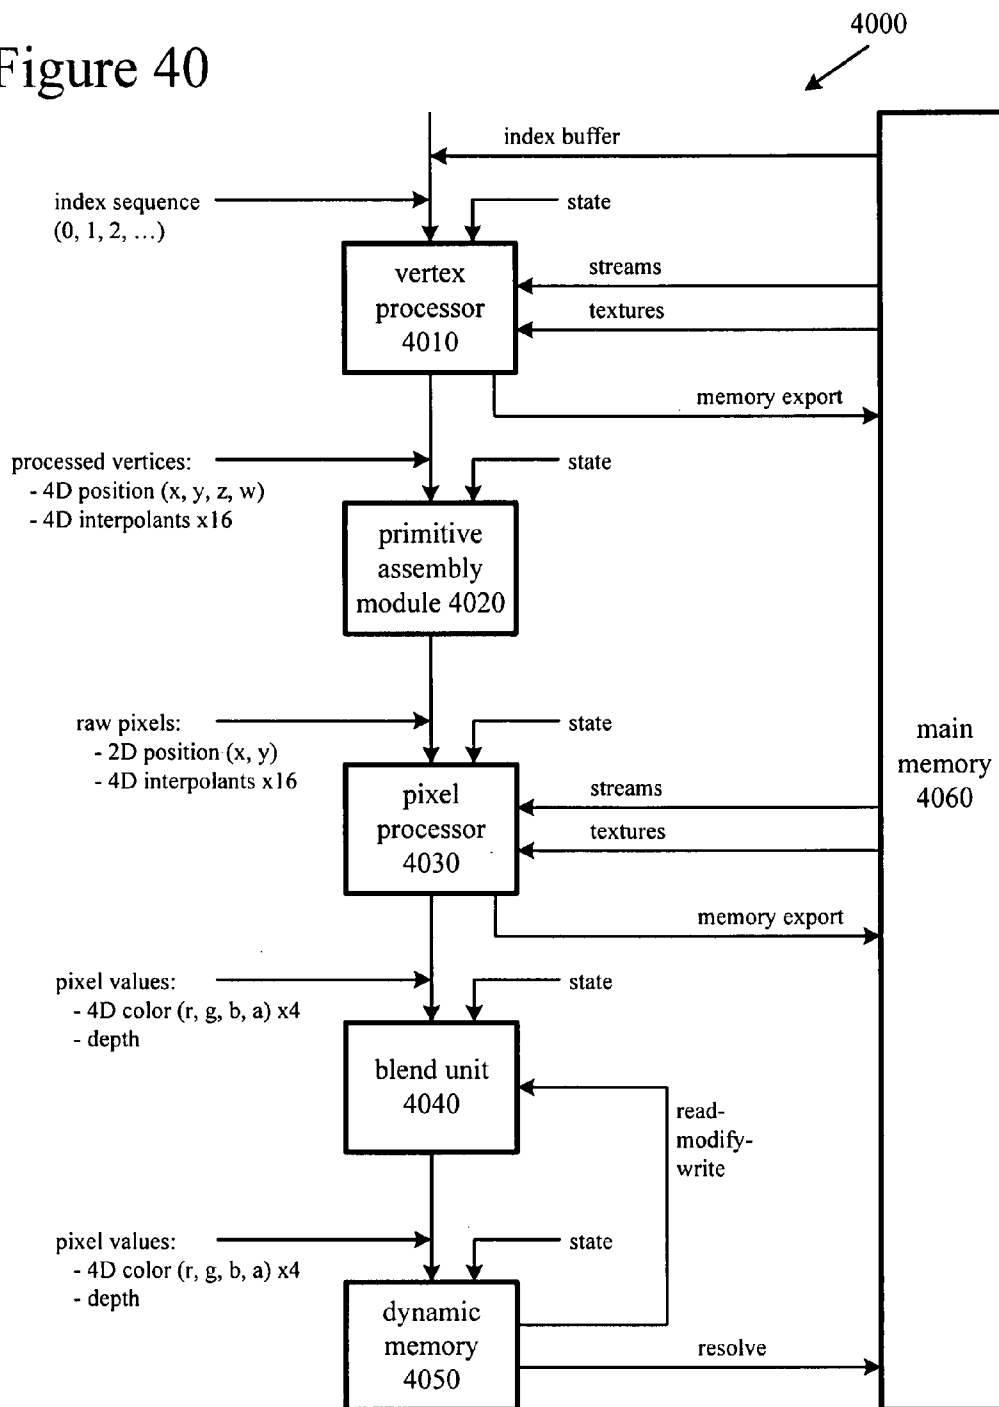 4000
Figure 40
index buffer
index sequence
(0, 1, 2, ...)
state
vertex
processor
4010
streams
textures
memory export
processed vertices:
- 4D position (x, y, z, w)
- 4D interpolants x16
state
primitive
assembly
module 4020
raw pixels:
- 2D position (x, y)
- 4D interpolants x16
state
main
memory
4060
pixel
processor
4030
streams
textures
memory export
pixel values:
- 4D color (r, g, b, a) x4
- depth
state
blend unit
4040
read-
modify-
write
pixel values:
- 4D color (r, g, b, a) x4
- depth
state
dynamic
memory
4050
resolve